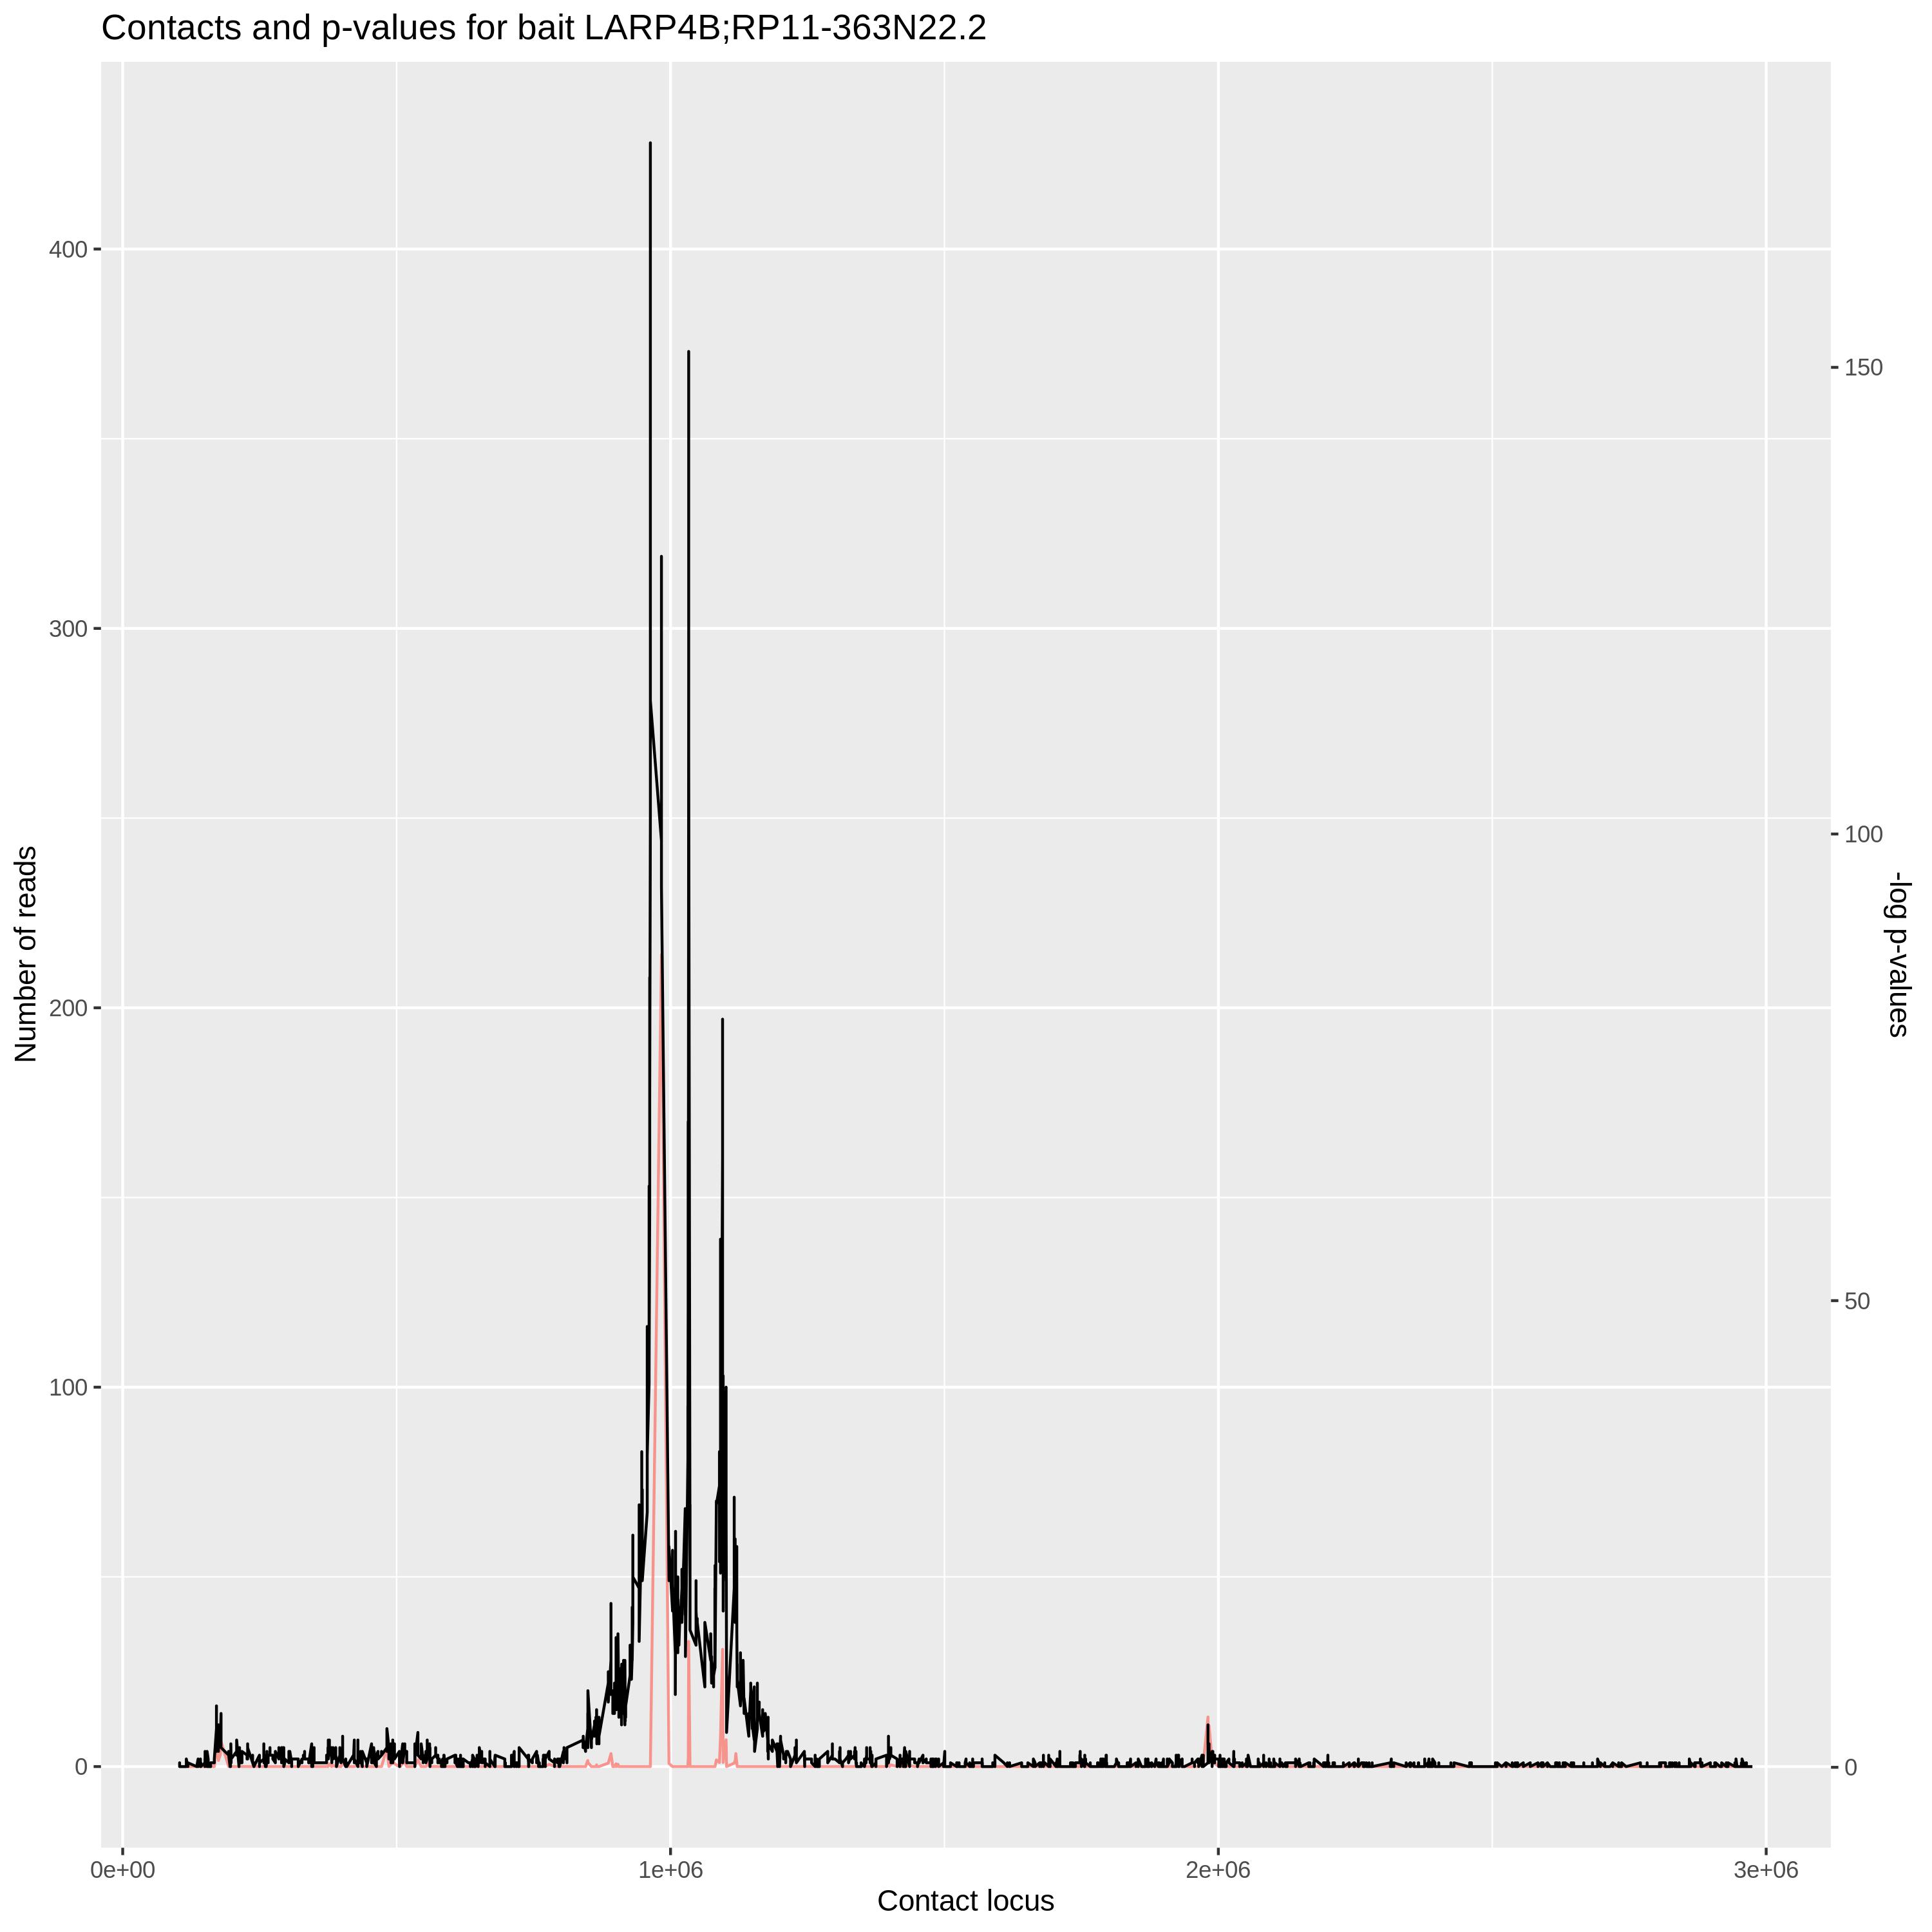 Contacts and p-values for bait LARP4B;RP11-363N22.2
400
300
200
100
0
Number of reads
150
100
50
0
-log p-values
0e+00
1e+06
2e+06
3e+06
Contact locus